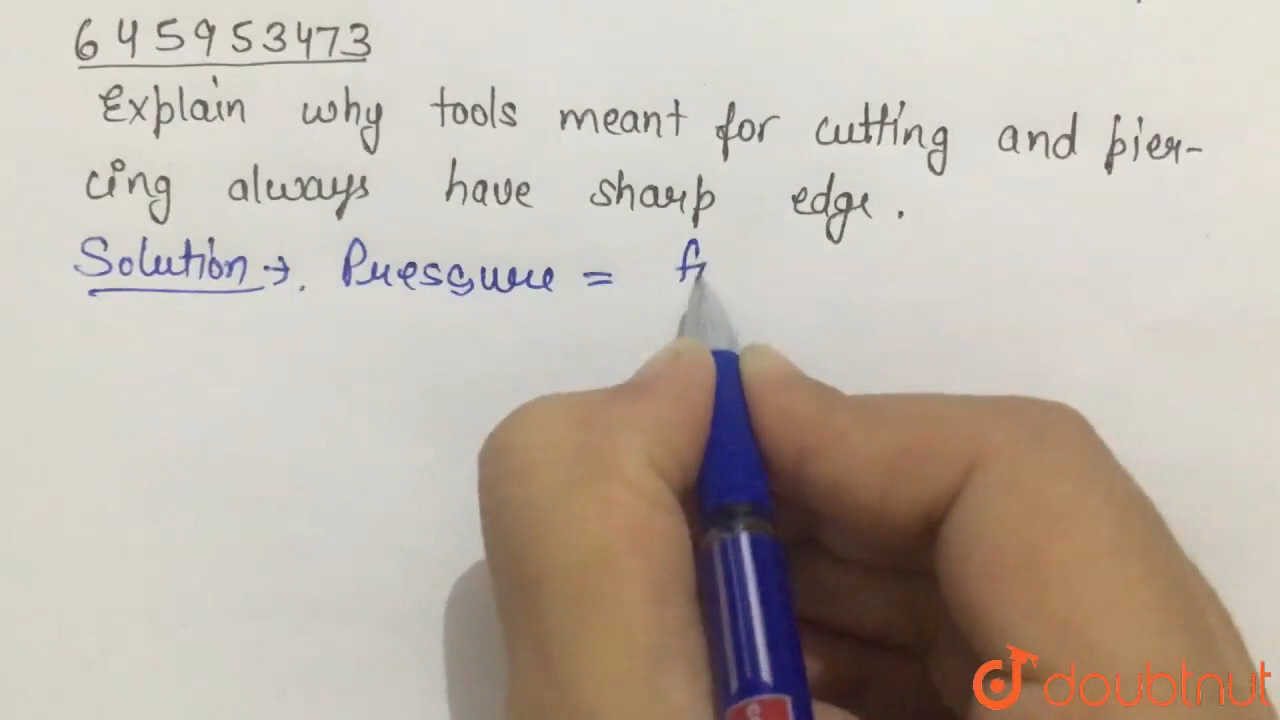 645953473
Explain why tools meant for cutting and pier-
cing always have sharp edge.
Solution →. Pressure =
doubtnut